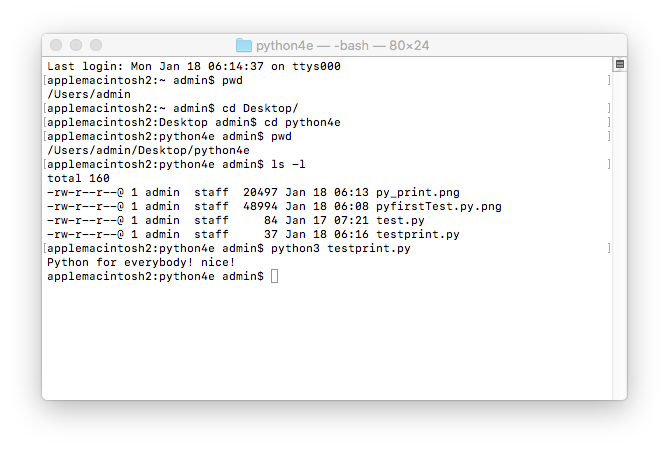 python4e — -bash — 80×24
Last login: Mon Jan 18 06:14:37 on ttys000
[applemacintosh2:~ admin$ pwd ]
/Users/admin
[applemacintosh2:~ admin$ cd Desktop/ ]
[applemacintosh2:Desktop admin$ cd python4e ]
[applemacintosh2:python4e admin$ pwd ]
/Users/admin/Desktop/python4e
[applemacintosh2:python4e admin$ ls -l ]
total 160
-rw-r--r--@ 1 admin  staff  20497 Jan 18 06:13 py_print.png
-rw-r--r--@ 1 admin  staff  48994 Jan 18 06:08 pyfirstTest.py.png
-rw-r--r--@ 1 admin  staff     84 Jan 17 07:21 test.py
-rw-r--r--@ 1 admin  staff     37 Jan 18 06:16 testprint.py
[applemacintosh2:python4e admin$ python3 testprint.py ]
Python for everybody! nice!
applemacintosh2:python4e admin$